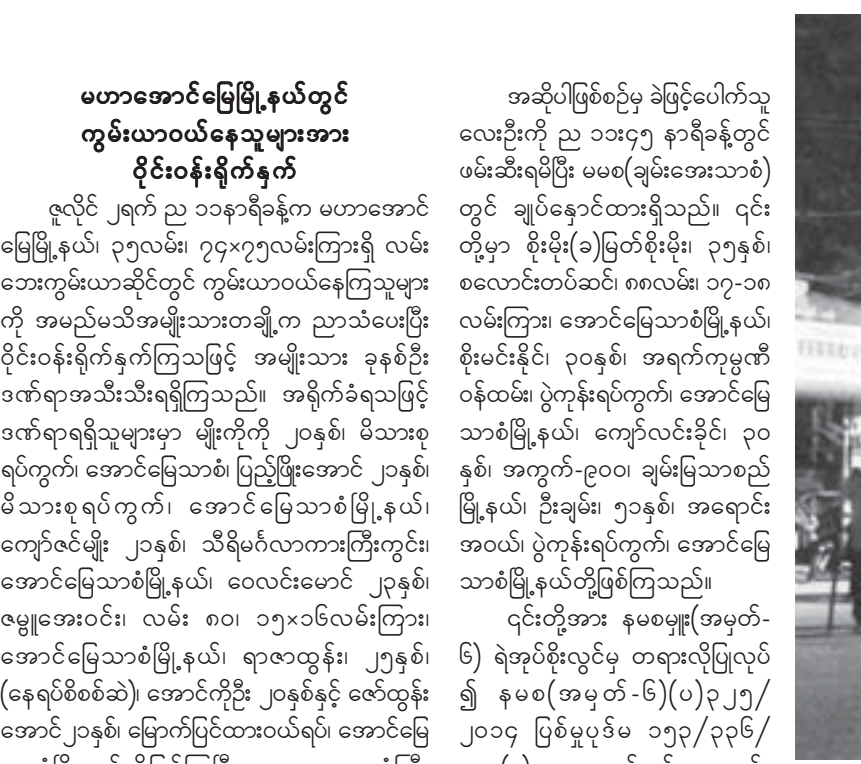 မဟာအောင်မြေမြို့နယ်တွင်
ကွမ်းယာဝယ်နေသူများအား
ဝိုင်းဝန်းရိုက်နှက်
ဇူလိုင် ၂ရက် ည ၁၁နာရီခန့်က မဟာအောင်
မြေမြို့နယ်၊ ၃၅လမ်း၊ ၇၄×၇၅လမ်းကြားရှိ လမ်း
ဘေးကွမ်းယာဆိုင်တွင် ကွမ်းယာဝယ်နေကြသူများ
ကို အမည်မသိအမျိုးသားတချို့က ညာသံပေးပြီး
ဝိုင်းဝန်းရိုက်နှက်ကြသဖြင့် အမျိုးသား ခုနစ်ဦး
ဒဏ်ရာအသီးသီးရရှိကြသည်။ အရိုက်ခံရသဖြင့်
ဒဏ်ရာရရှိသူများမှာ မျိုးကိုကို ၂၀နှစ်၊ မိသားစု
ရပ်ကွက်၊ အောင်မြေသာစံ၊ ပြည့်ဖြိုးအောင် ၂၁နှစ်၊
မိသားစုရပ်ကွက်၊ အောင်မြေသာစံမြို့နယ်၊
ကျော်ဇင်မျိုး ၂၁နှစ်၊ သီရိမင်္ဂလာကားကြီးကွင်း၊
အောင်မြေသာစံမြို့နယ်၊ ဝေလင်းမောင် ၂၃နှစ်၊
ဇမ္ဗူအေးဝင်း၊ လမ်း ၈၀၊ ၁၅×၁၆လမ်းကြား၊
အောင်မြေသာစံမြို့နယ်၊ ရာဇာထွန်း၊ ၂၅နှစ်၊
(နေရပ်စိစစ်ဆဲ)၊ အောင်ကိုဦး ၂၀နှစ်နှင့် ဇော်ထွန်း
အောင်၂၁နှစ်၊ မြောက်ပြင်ထားဝယ်ရပ်၊ အောင်မြေ
အဆိုပါဖြစ်စဉ်မှ ခဲဖြင့်ပေါက်သူ
လေးဦးကို ည ၁၁း၄၅ နာရီခန့်တွင်
ဖမ်းဆီးရမိပြီး မမစ(ချမ်းအေးသာစံ)
တွင် ချုပ်နှောင်ထားရှိသည်။ ၎င်း
တို့မှာ စိုးမိုး(ခ)မြတ်စိုးမိုး၊ ၃၅နှစ်၊
စလောင်းတပ်ဆင်၊ ၈၈လမ်း၊ ၁၇-၁၈
လမ်းကြား၊ အောင်မြေသာစံမြို့နယ်၊
စိုးမင်းနိုင်၊ ၃၀နှစ်၊ အရက်ကုမ္ပဏီ
ဝန်ထမ်း၊ ပွဲကုန်းရပ်ကွက်၊ အောင်မြေ
သာစံမြို့နယ်၊ ကျော်လင်းခိုင်၊ ၃၀
နှစ်၊ အကွက်-၉၀၀၊ ချမ်းမြသာစည်
မြို့နယ်၊ ဦးချမ်း၊ ၅၁နှစ်၊ အရောင်း
အဝယ်၊ ပွဲကုန်းရပ်ကွက်၊ အောင်မြေ
သာစံမြို့နယ်တို့ဖြစ်ကြသည်။
၎င်းတို့အား နမစမှူး(အမှတ်-
၆) ရဲအုပ်စိုးလွင်မှ တရားလိုပြုလုပ်
၍ နမစ(အမှတ်-၆)(ပ)၃၂၅/
၂၀၁၄ ပြစ်မှုပုဒ်မ ၁၅၃/၃၃၆/